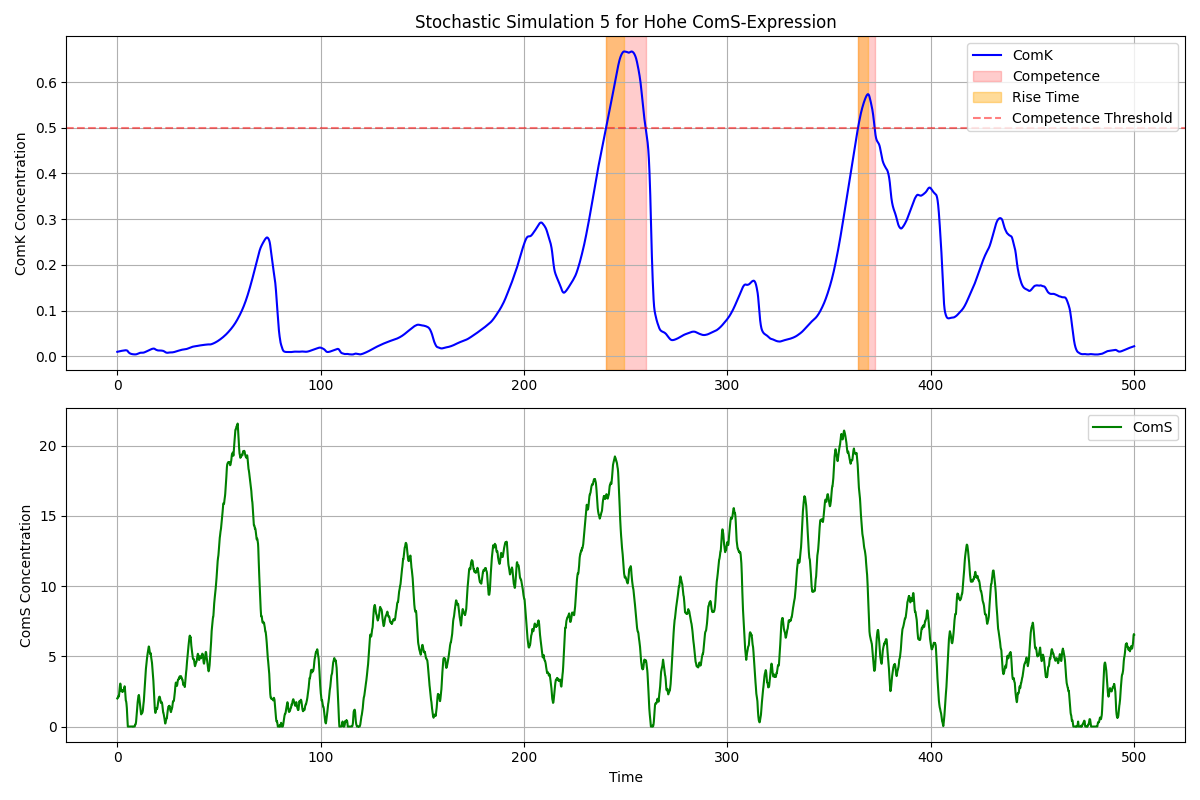 Stochastic Simulation 5 for Hohe ComS-Expression
ComK Concentration
0.6
0.5
0.4
0.3
0.2
0.1
0.0
0 100 200 300 400 500
ComK
Competence
Rise Time
Competence Threshold
ComS Concentration
20
15
10
5
0
0 100 200 300 400 500
ComS
Time